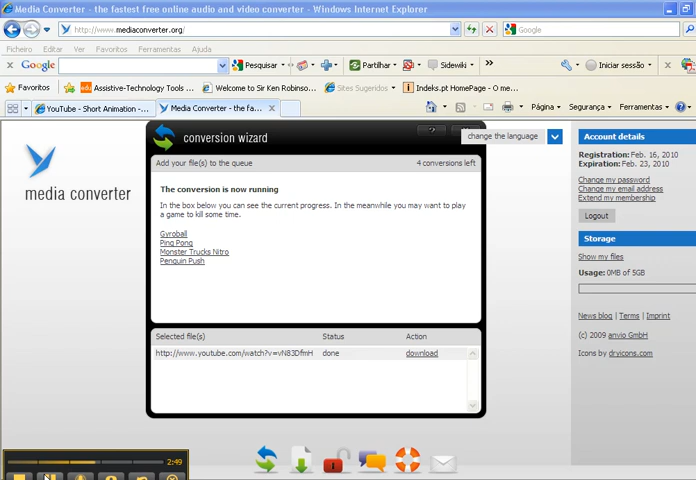 Media Converter - the fastest free online audio and video converter - Windows Internet Explorer
http://www.mediaconverter.org/
Google
Ficheiro Editar Ver Favoritos Ferramentas Ajuda
x Google Pesquisar Partilhar Sidewiki » Iniciar sessão
Favoritos Assistive-Technology Tools ... Welcome to Sir Ken Robinso... Sites Sugeridos Indeks.pt HomePage - O me...
YouTube - Short Animation -... Media Converter - the fa... x Página Segurança Ferramentas
media converter
conversion wizard
?
change the language
Add your file(s) to the queue 4 conversions left
The conversion is now running
In the box below you can see the current progress. In the meanwhile you may want to play
a game to kill some time.
Gyroball
Ping Pong
Monster Trucks Nitro
Penguin Push
Selected file(s) Status Action
http://www.youtube.com/watch?v=vN83DfmH done download
Account details
Registration: Feb. 16, 2010
Expiration: Feb. 23, 2010
Change my password
Change my email address
Extend my membership
Logout
Storage
Show my files
Usage: 0MB of 5GB
News blog | Terms | Imprint
(c) 2009 anvio GmbH
Icons by dryicons.com
2:49